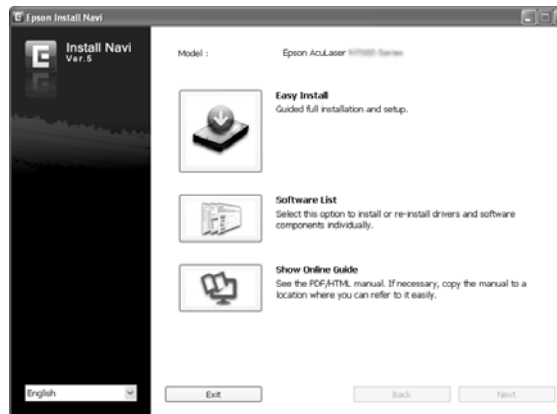 Epson Install Navi
Install Navi
Ver.5
Model :
Epson AcuLaser
Easy Install
Guided full installation and setup.
Software List
Select this option to install or re-install drivers and software
components individually.
Show Online Guide
See the PDF/HTML manual. If necessary, copy the manual to a
location where you can refer to it easily.
English
Exit
Back
Next